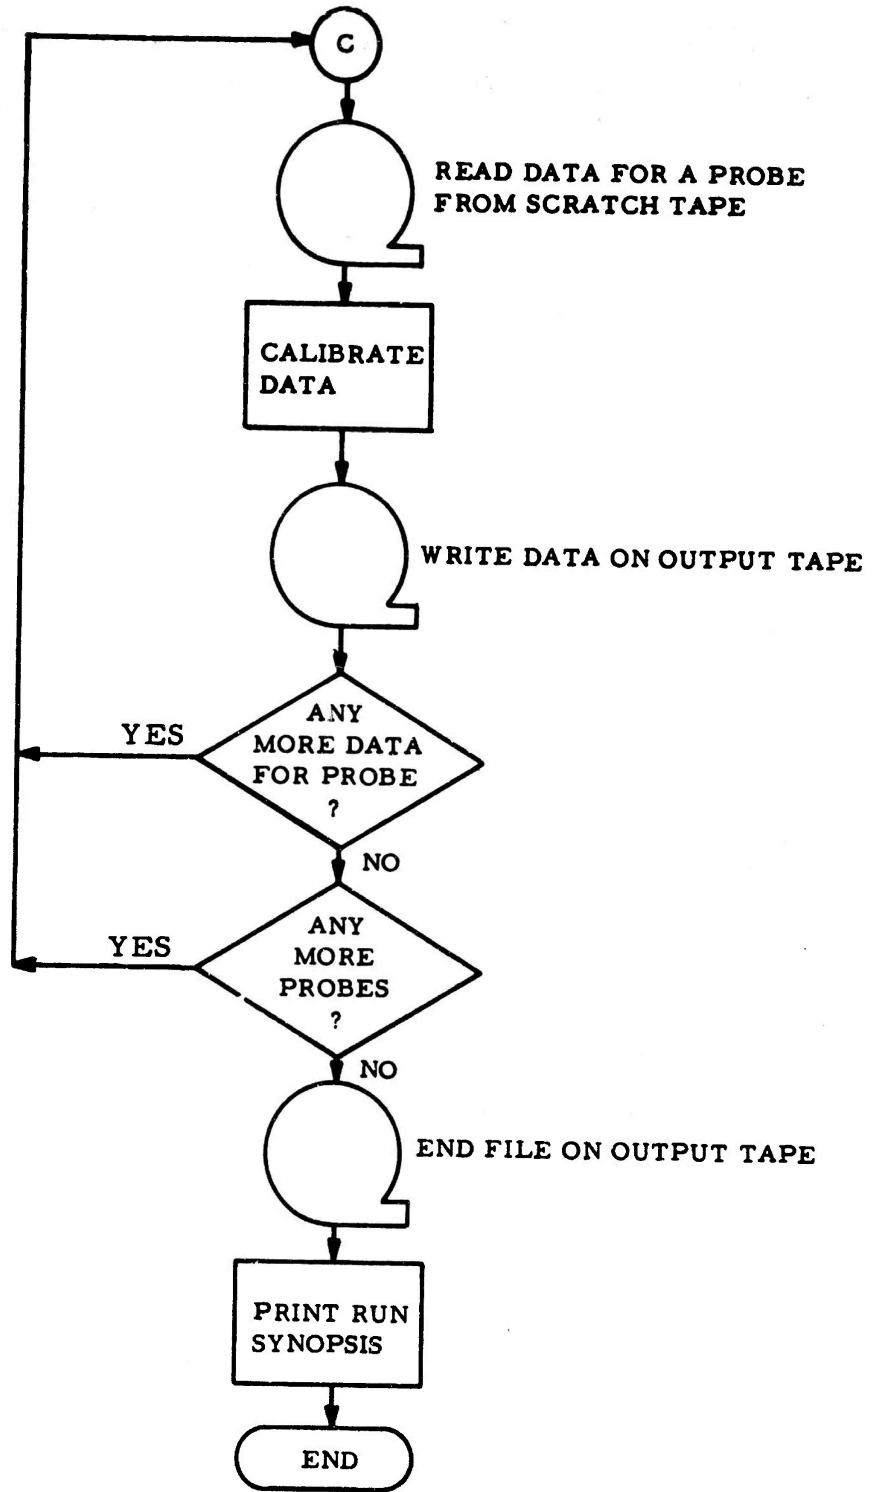 C
READ DATA FOR A PROBE
FROM SCRATCH TAPE
CALIBRATE
DATA
WRITE DATA ON OUTPUT TAPE
YES
ANY
MORE DATA
FOR PROBE
?
NO
YES
ANY
MORE
PROBES
?
NO
END FILE ON OUTPUT TAPE
PRINT RUN
SYNOPSIS
END